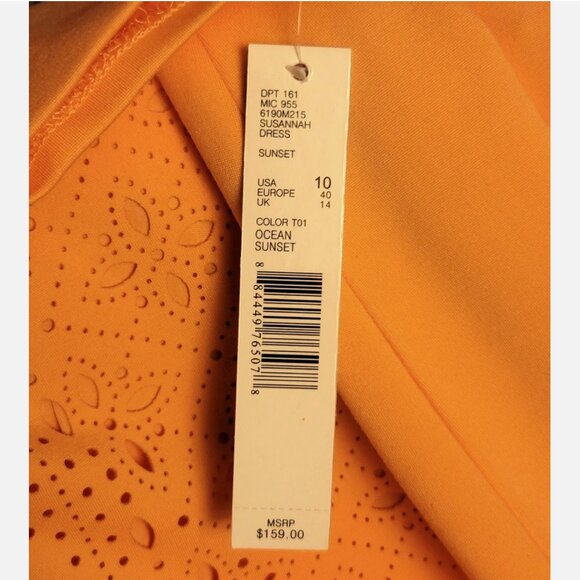 DPT 161
MIC 955
6190M215
SUSANNAH
DRESS
SUNSET
USA 10
EUROPE 40
UK 14
COLOR T01
OCEAN
SUNSET
8 84449 76507 8
MSRP
$159.00